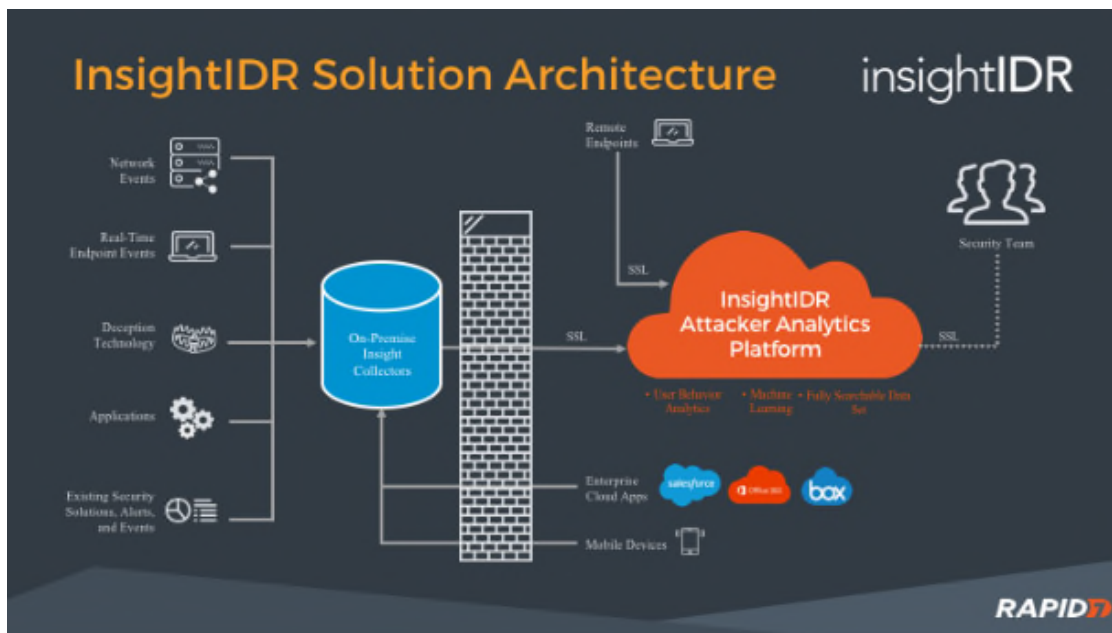 InsightIDR Solution Architecture
insightIDR
Network
Events
Real-Time
Endpoint Events
Deception
Technology
Applications
Existing Security
Solutions, Alerts,
and Events
On-Premise
Insight
Collectors
Remote
Endpoints
SSL
SSL
InsightIDR
Attacker Analytics
Platform
SSL
Security Team
• User Behavior
Analytics
• Machine
Learning
• Fully Searchable Data
Set
Enterprise
Cloud Apps
salesforce
Office 365
box
Mobile Devices
RAPID7